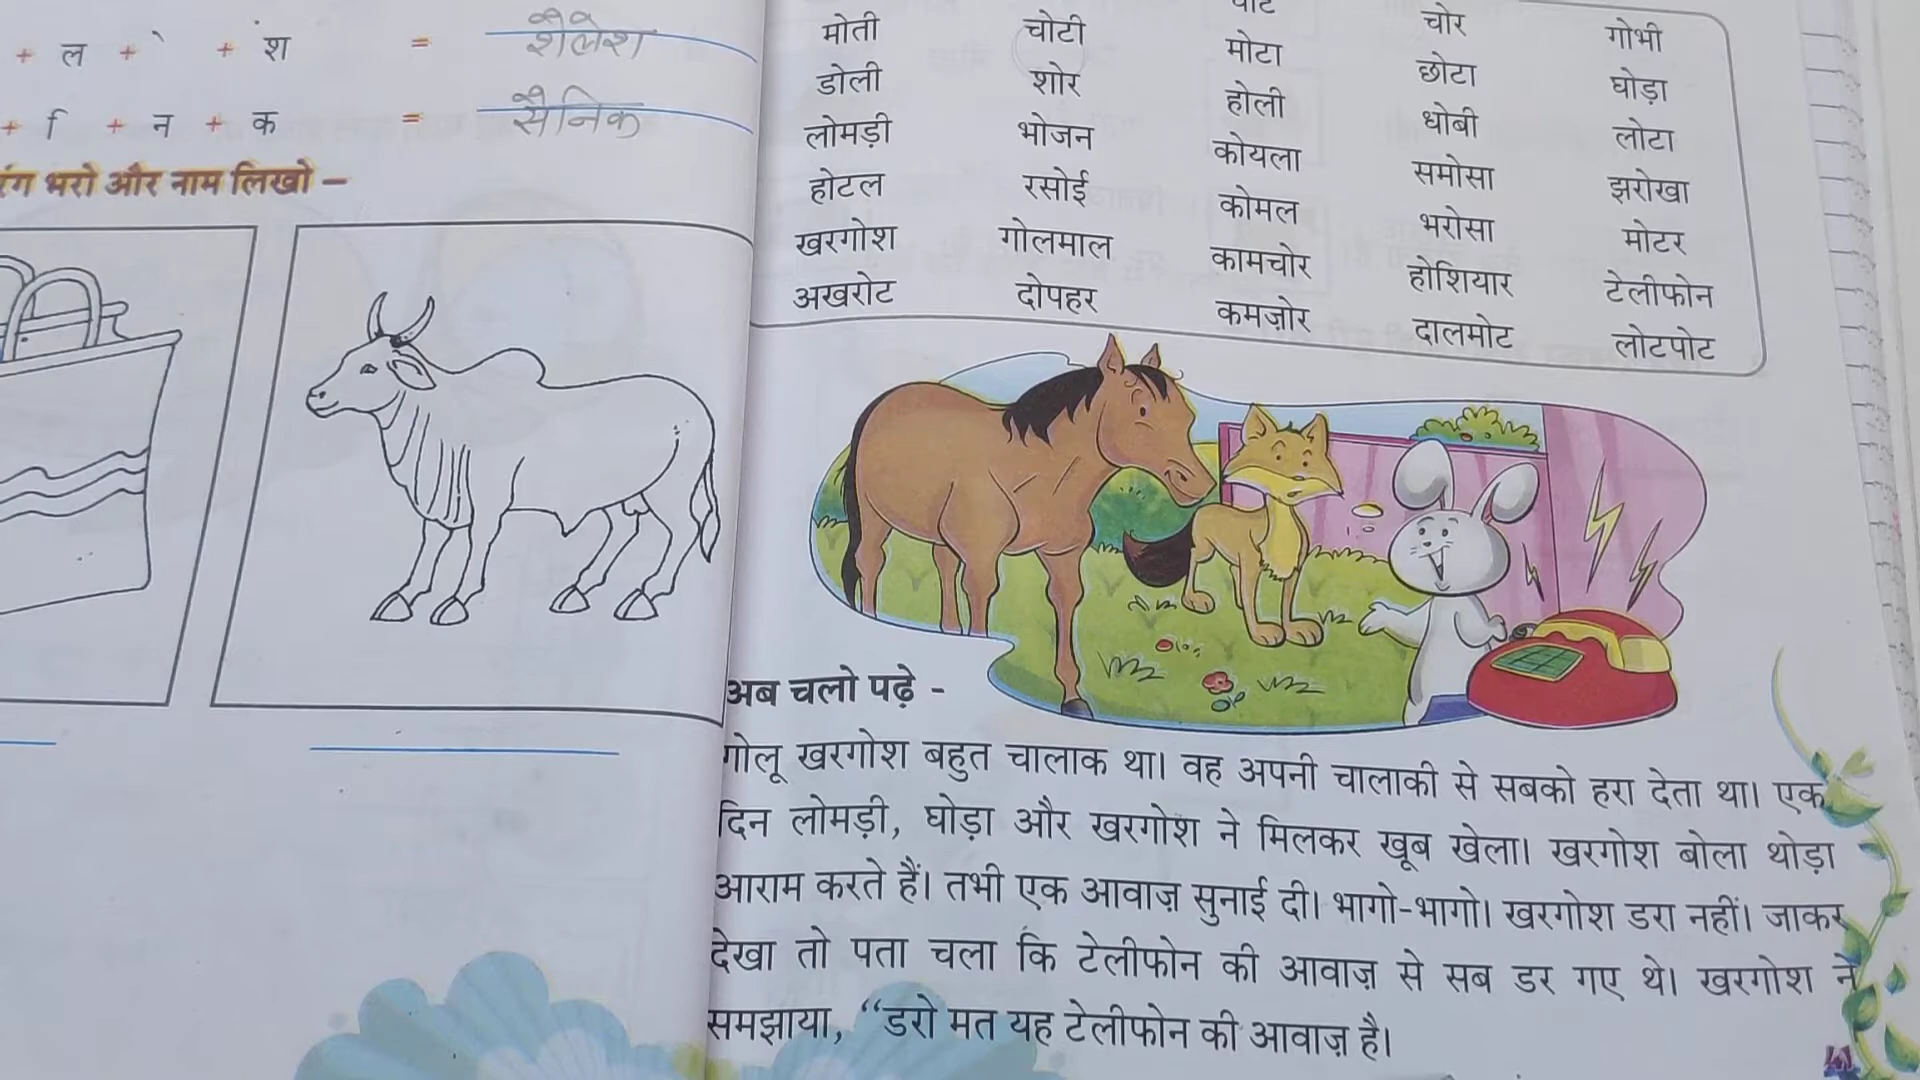 + ल + े + श = शैलेश
+ ि + न + क = सैनिक
रंग भरो और नाम लिखो –
मोती चोटी चोर गोभी
डोली शोर मोटा छोटा घोड़ा
लोमड़ी भोजन होली धोबी लोटा
होटल रसोई कोयला समोसा झरोखा
खरगोश गोलमाल कोमल भरोसा मोटर
अखरोट दोपहर कामचोर होशियार टेलीफोन
कमज़ोर दालमोट लोटपोट
अब चलो पढ़े -
गोलू खरगोश बहुत चालाक था। वह अपनी चालाकी से सबको हरा देता था। एक
दिन लोमड़ी, घोड़ा और खरगोश ने मिलकर खूब खेला। खरगोश बोला थोड़ा
आराम करते हैं। तभी एक आवाज़ सुनाई दी। भागो-भागो। खरगोश डरा नहीं। जाकर
देखा तो पता चला कि टेलीफोन की आवाज़ से सब डर गए थे। खरगोश ने
समझाया, “डरो मत यह टेलीफोन की आवाज़ है।